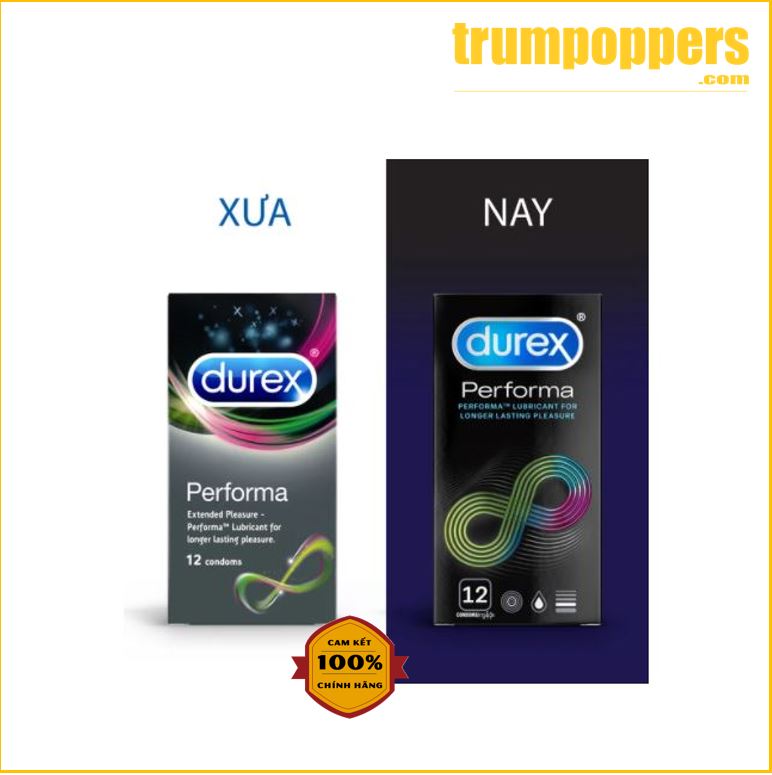 trumpoppers
.com
XƯA
NAY
durex®
Performa
Extended Pleasure -
Performa™ Lubricant for
longer lasting pleasure.
12 condoms
durex®
Performa
PERFORMA™ LUBRICANT FOR
LONGER LASTING PLEASURE
12
CONDOMS
CAM KẾT
100%
CHÍNH HÃNG